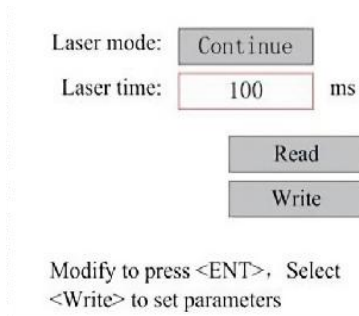 Laser mode: Continue
Laser time: 100 ms
Read
Write
Modify to press <ENT>, Select
<Write> to set parameters